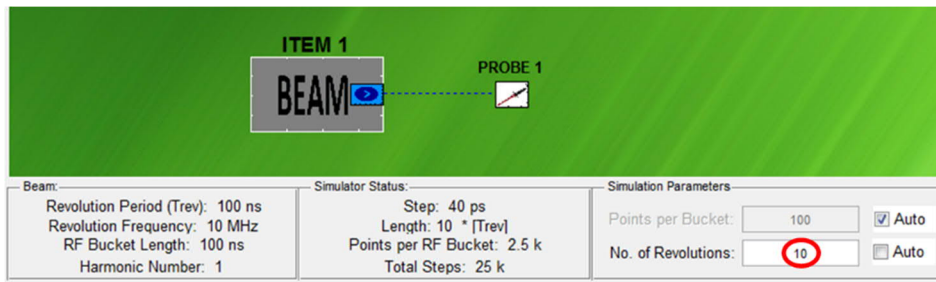 ITEM 1
BEAM
PROBE 1
Beam:
Revolution Period (Trev): 100 ns
Revolution Frequency: 10 MHz
RF Bucket Length: 100 ns
Harmonic Number: 1
Simulator Status:
Step: 40 ps
Length: 10 * [Trev]
Points per RF Bucket: 2.5 k
Total Steps: 25 k
Simulation Parameters
Points per Bucket: 100 Auto
No. of Revolutions: 10 Auto